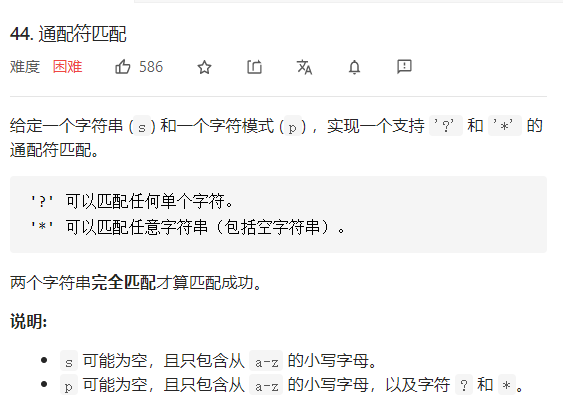 44. 通配符匹配
难度 困难 586
给定一个字符串 (s) 和一个字符模式 (p) ，实现一个支持 '?' 和 '*' 的
通配符匹配。
'?' 可以匹配任何单个字符。
'*' 可以匹配任意字符串（包括空字符串）。
两个字符串完全匹配才算匹配成功。
说明:
• s 可能为空，且只包含从 a-z 的小写字母。
• p 可能为空，且只包含从 a-z 的小写字母，以及字符 ? 和 *。